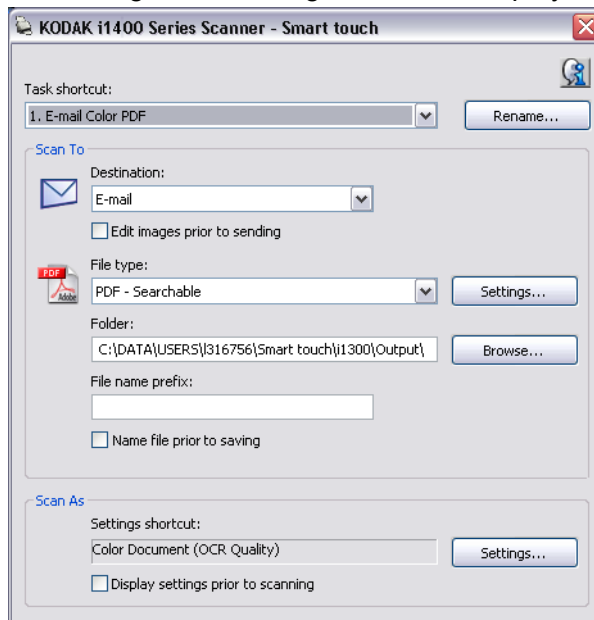 KODAK i1400 Series Scanner - Smart touch
Task shortcut:
1. E-mail Color PDF
Rename...
Scan To
Destination:
E-mail
Edit images prior to sending
File type:
PDF
Adobe
PDF - Searchable
Settings...
Folder:
C:\DATA\USERS\l316756\Smart touch\i1300\Output\
Browse...
File name prefix:
Name file prior to saving
Scan As
Settings shortcut:
Color Document (OCR Quality)
Settings...
Display settings prior to scanning